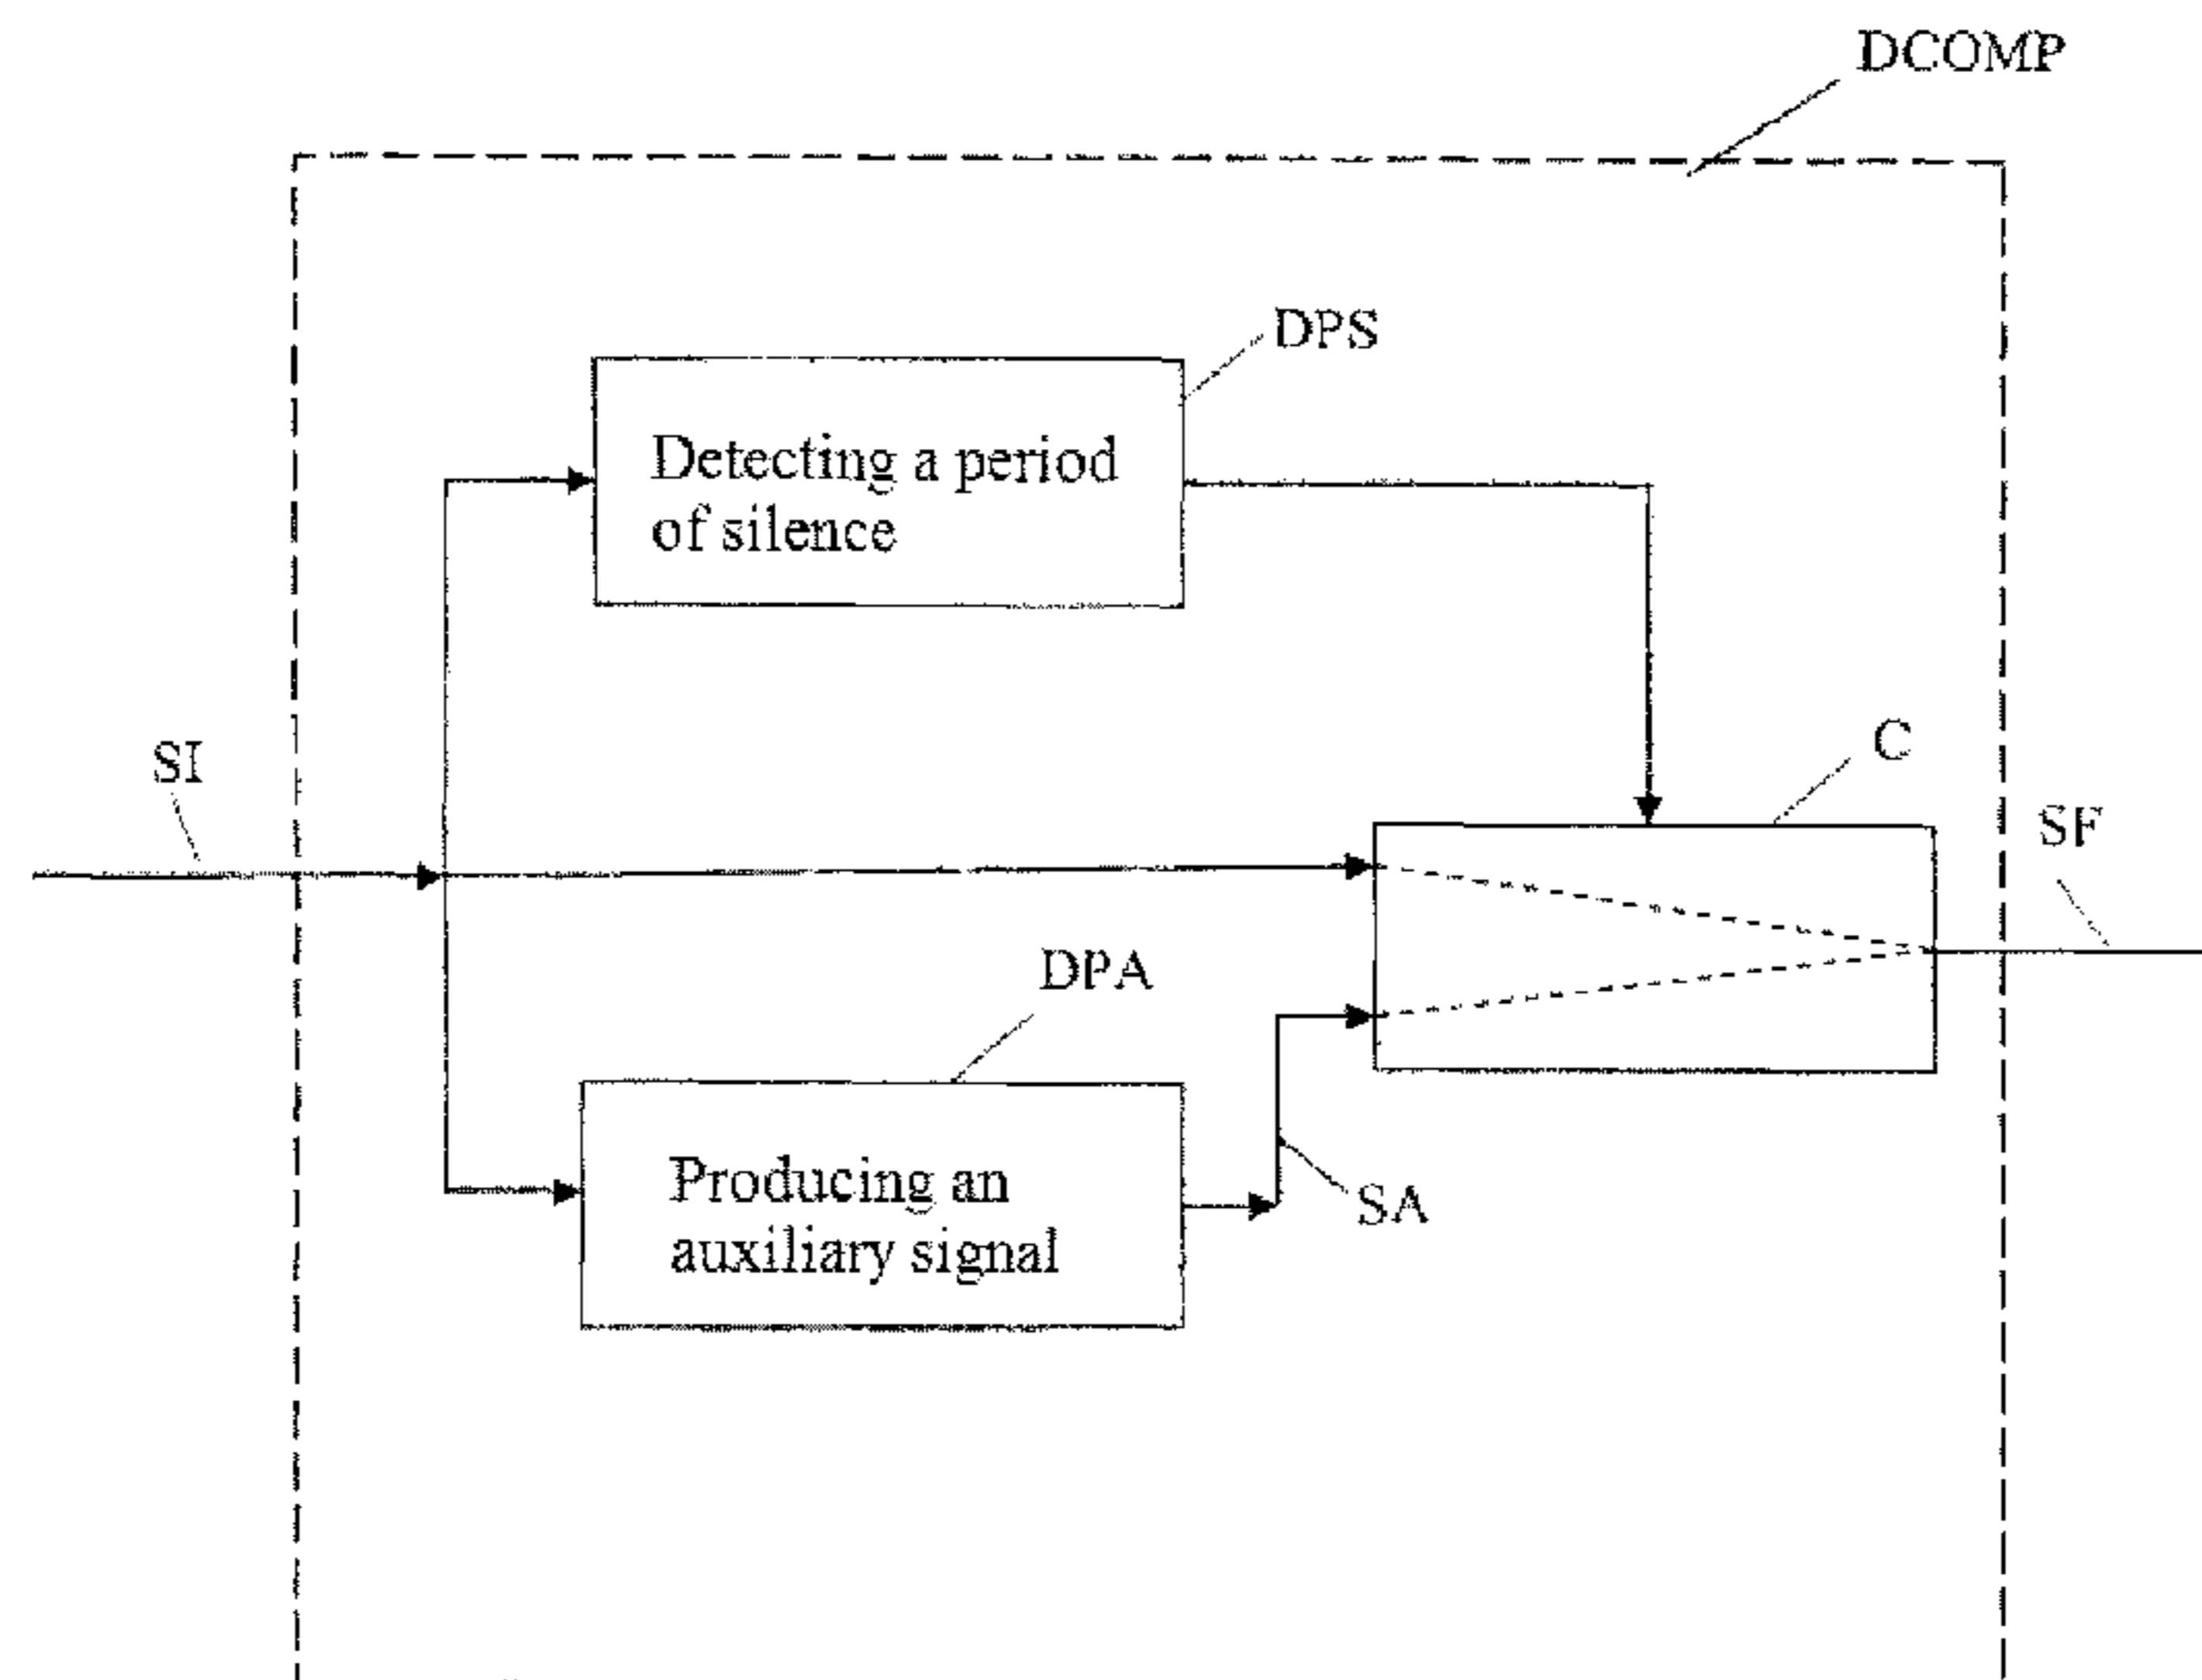 DCOMP
DPS
Detecting a period
of silence
SI
C
SF
DPA
Producing an
auxiliary signal
SA